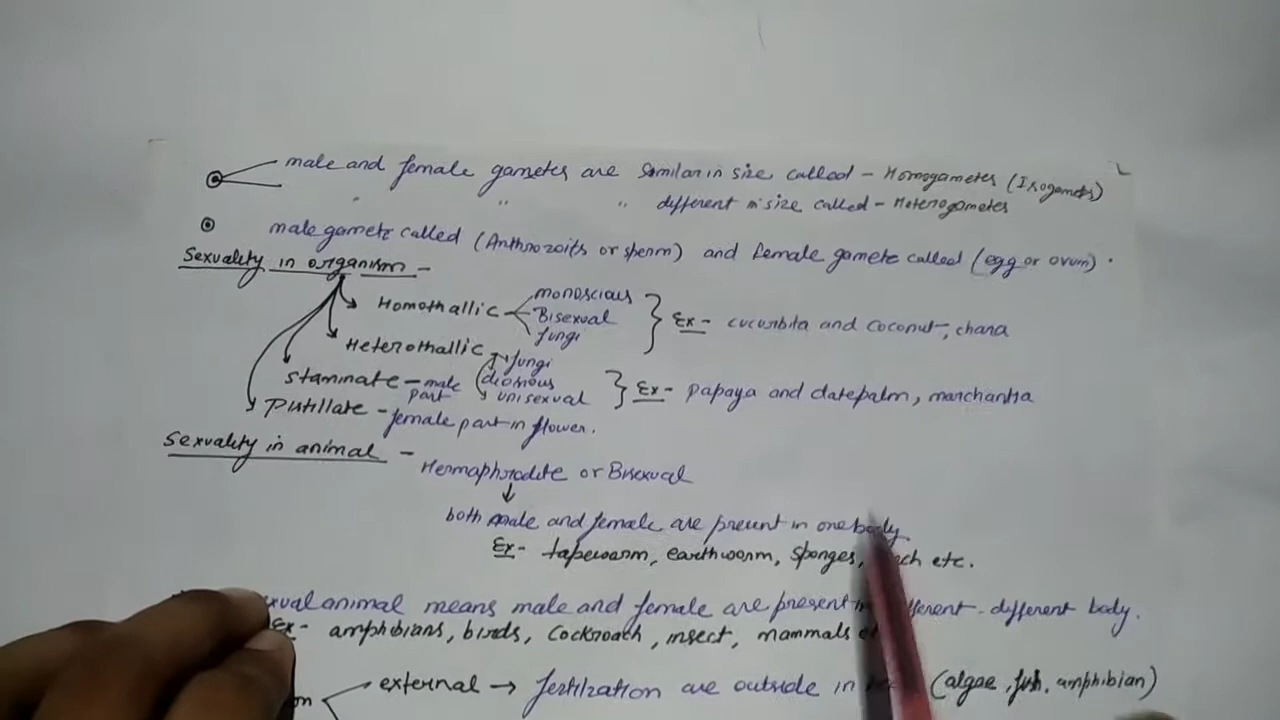 male and female gametes are similar in size called - Homogametes (Isogametes)
" " " different in size called - Heterogametes
male gamete called (Anthrozoits or sperm) and female gamete called (egg or ovum).
Sexuality in organism -
Homothallic
monoscious
Bisexual
fungi
Ex - cucurbita and coconut, chara
Heterothallic
fungi
diosious
unisexual
Ex - papaya and datepalm, marchantia
Staminate - male part
Pistillate - female part in flower.
Sexuality in animal - Hermaphrodite or Bisexual
both male and female are present in one body
Ex - tapeworm, earthworm, sponges, etc.
animal means male and female are present different body.
Ex - amphibians, birds, Cockroach, insect, mammals
external → fertilization are outside in (algae, fish, amphibian)